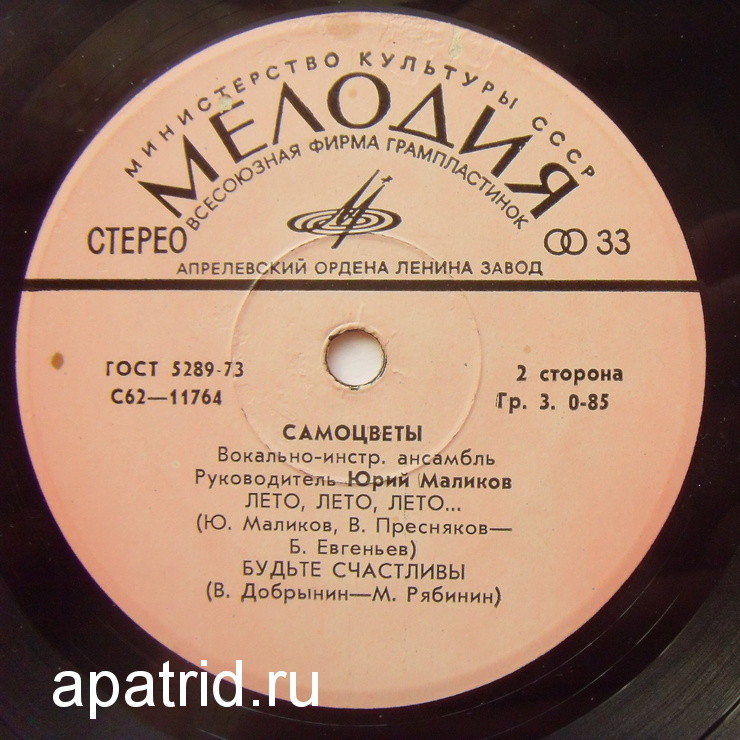 МИНИСТЕРСТВО КУЛЬТУРЫ СССР
МЕЛОДИЯ
ВСЕСОЮЗНАЯ ФИРМА ГРАМПЛАСТИНОК
СТЕРЕО
33
АПРЕЛЕВСКИЙ ОРДЕНА ЛЕНИНА ЗАВОД
ГОСТ 5289-73
2 сторона
С62—11764
Гр. 3. 0-85
САМОЦВЕТЫ
Вокально-инстр. ансамбль
Руководитель Юрий Маликов
ЛЕТО, ЛЕТО, ЛЕТО...
(Ю. Маликов, В. Пресняков—
Б. Евгеньев)
БУДЬТЕ СЧАСТЛИВЫ
(В. Добрынин—М. Рябинин)
apatrid.ru